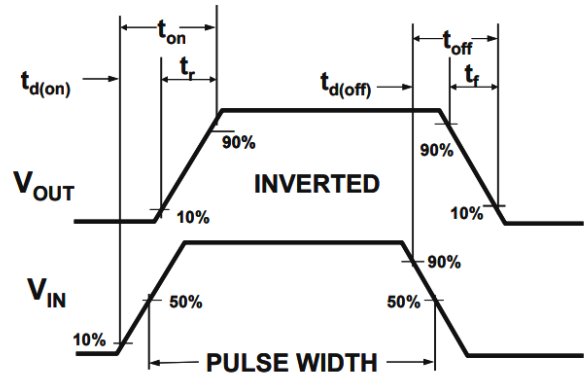 t_on t_off
t_d(on) t_r t_d(off) t_f
90% 90%
V_OUT INVERTED
10% 10%
90%
V_IN 50% 50%
10%
PULSE WIDTH